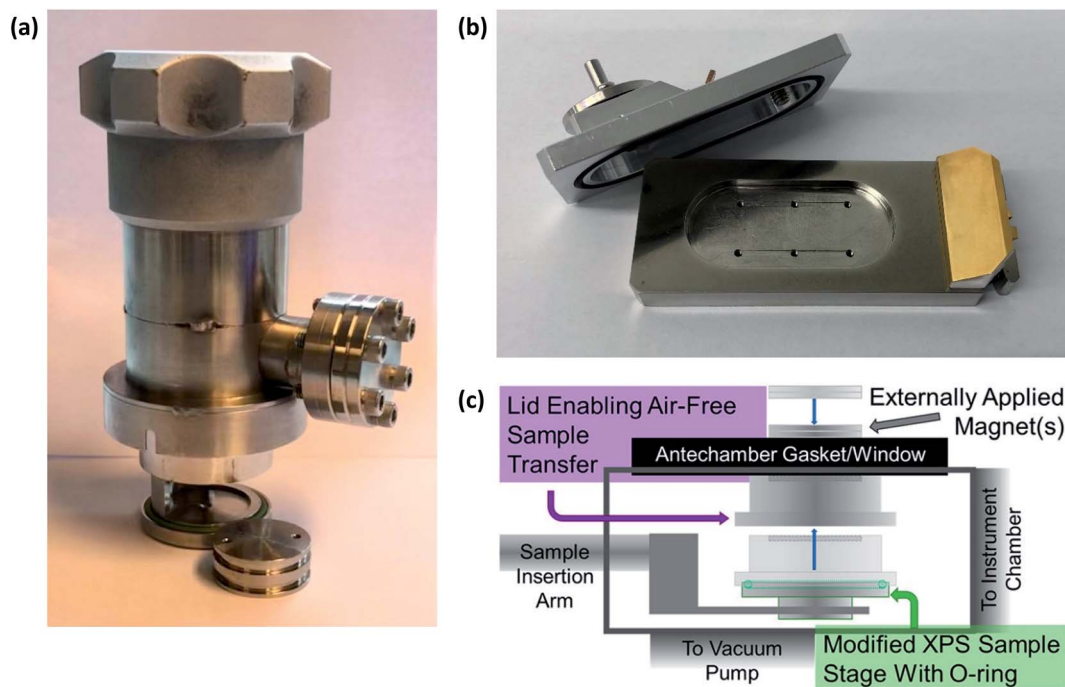 (a)
(b)
(c)
Lid Enabling Air-Free
Sample
Transfer
Externally Applied
Magnet(s)
Antechamber Gasket/Window
Sample
Insertion
Arm
To Instrument
Chamber
To Vacuum
Pump
Modified XPS Sample
Stage With O-ring